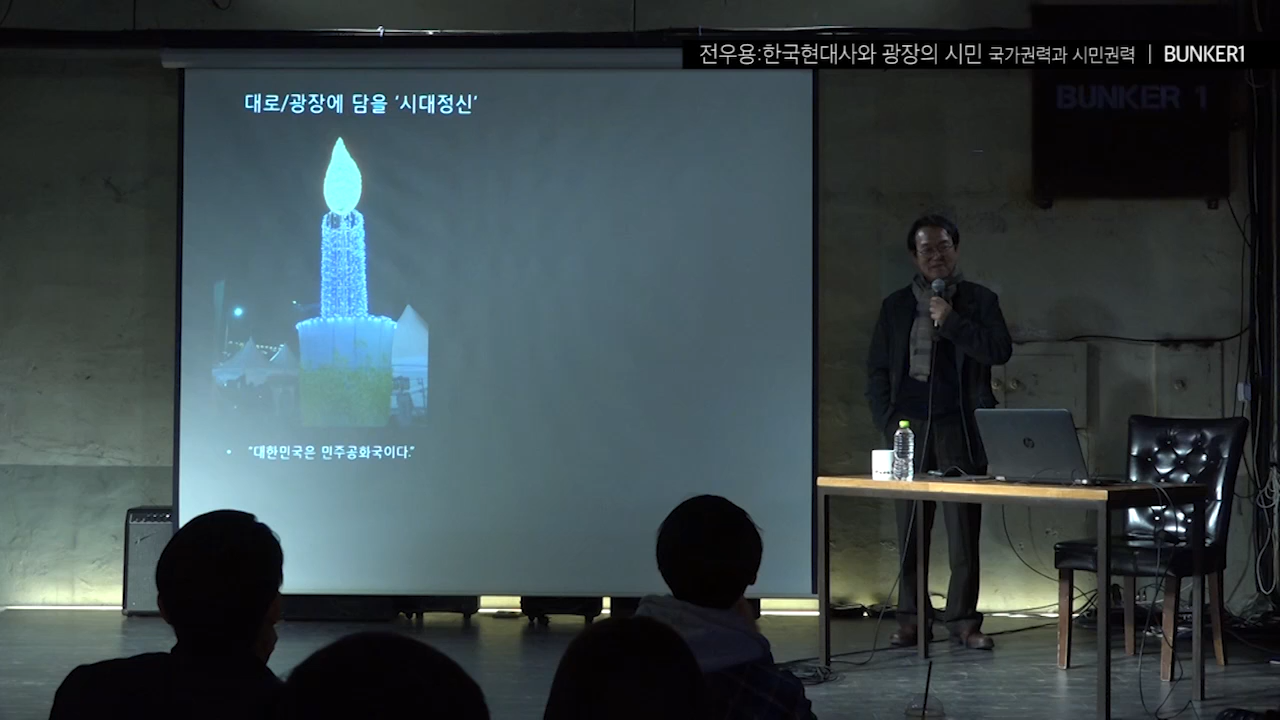 전우용:한국현대사와 광장의 시민 국가권력과 시민권력 | BUNKER1
BUNKER 1
대로/광장에 담을 ‘시대정신’
• “대한민국은 민주공화국이다.”
hp